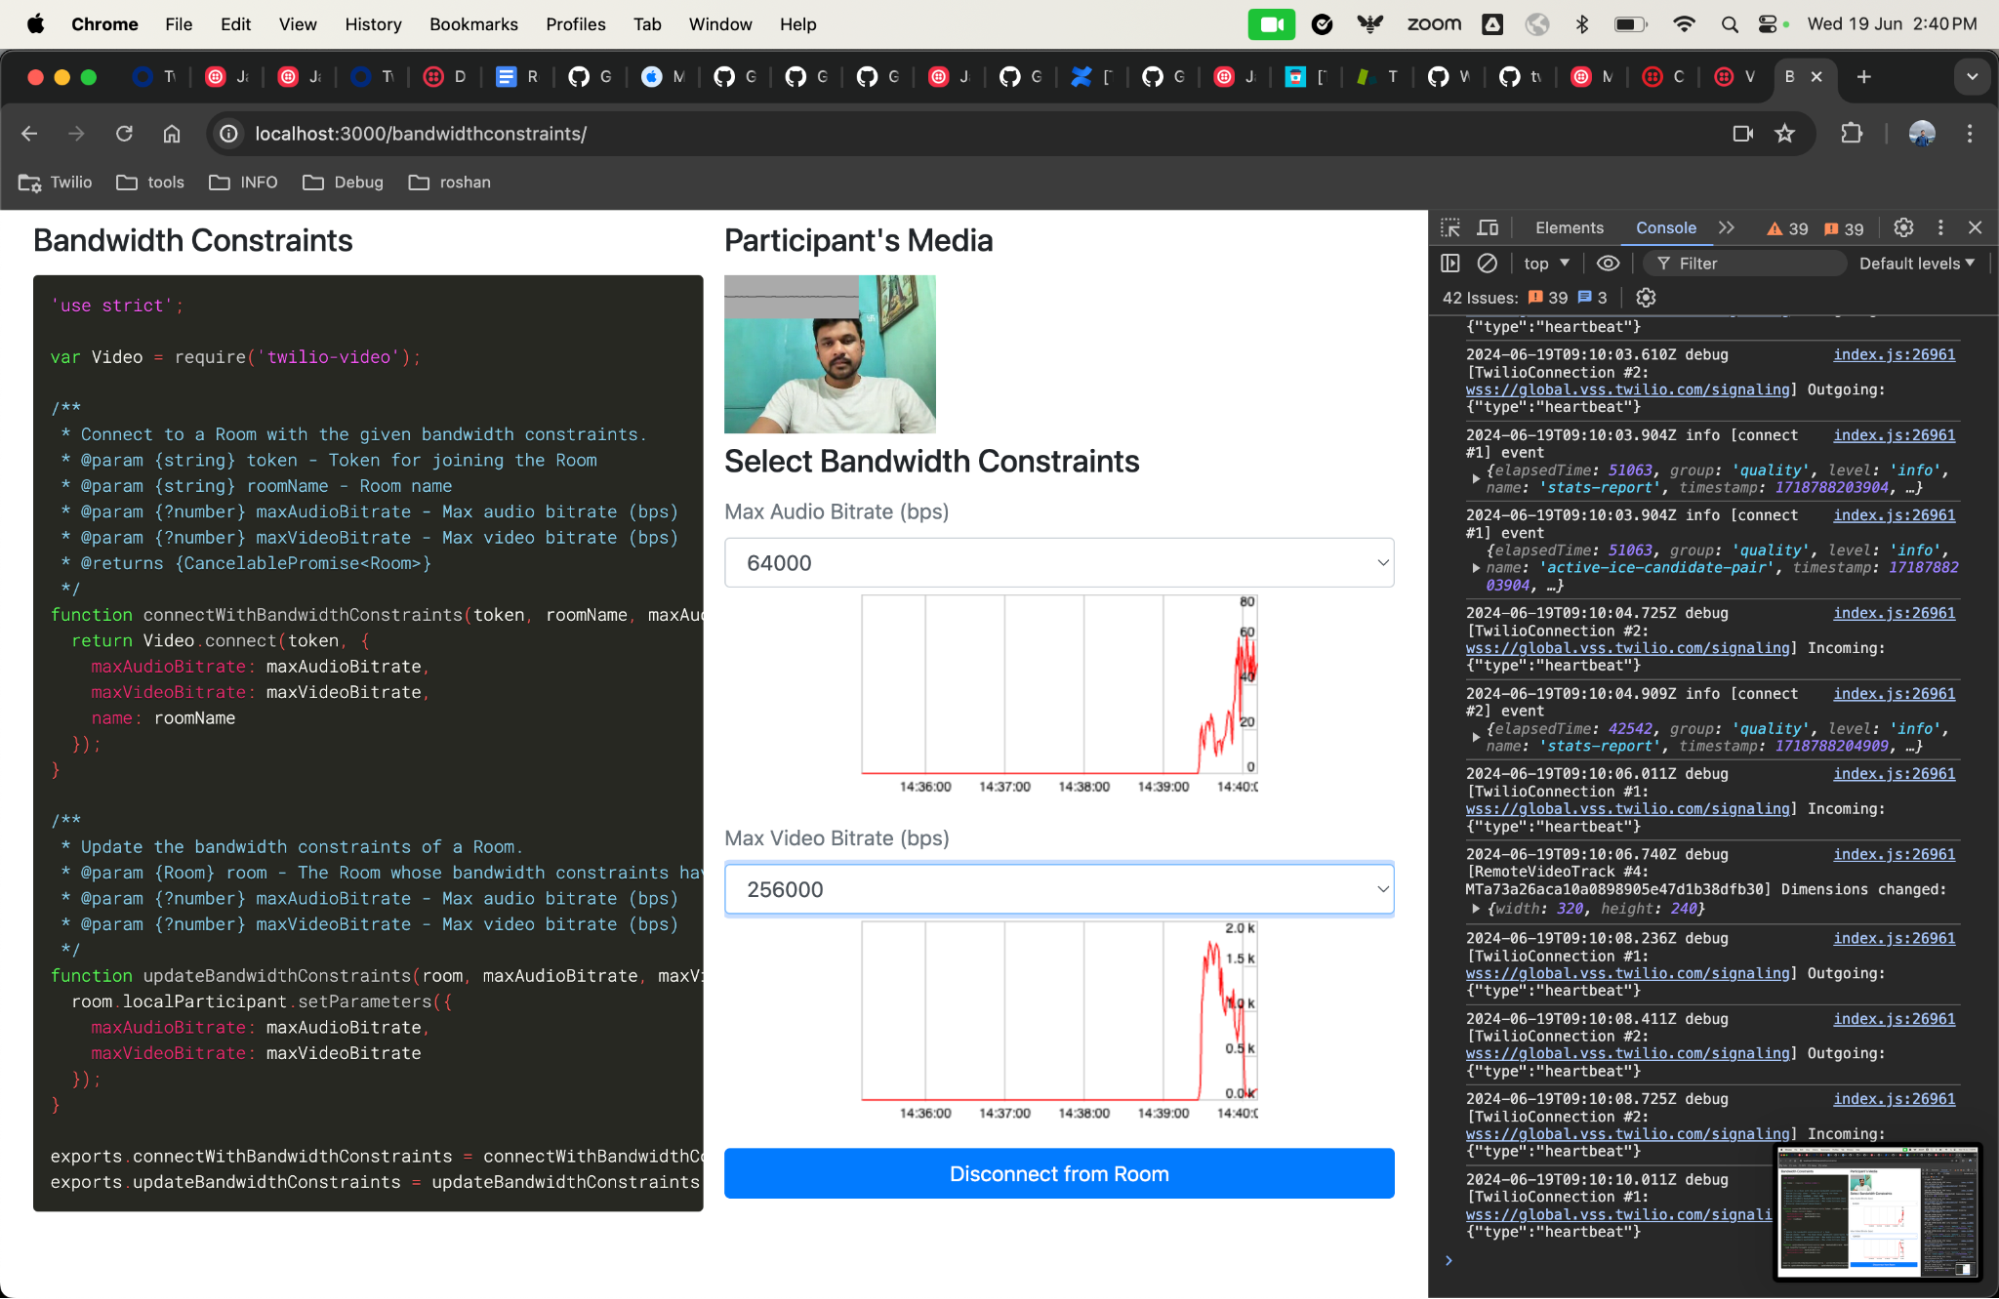 Chrome File Edit View History Bookmarks Profiles Tab Window Help zoom Wed 19 Jun 2:40 PM
D R G M G G G G G T C V B
localhost:3000/bandwidthconstraints/
Twilio tools INFO Debug roshan
Bandwidth Constraints
'use strict';
var Video = require('twilio-video');
/**
* Connect to a Room with the given bandwidth constraints.
* @param {string} token - Token for joining the Room
* @param {string} roomName - Room name
* @param {?number} maxAudioBitrate - Max audio bitrate (bps)
* @param {?number} maxVideoBitrate - Max video bitrate (bps)
* @returns {CancelablePromise<Room>}
*/
function connectWithBandwidthConstraints(token, roomName, maxAu
return Video.connect(token, {
maxAudioBitrate: maxAudioBitrate,
maxVideoBitrate: maxVideoBitrate,
name: roomName
});
}
/**
* Update the bandwidth constraints of a Room.
* @param {Room} room - The Room whose bandwidth constraints ha
* @param {?number} maxAudioBitrate - Max audio bitrate (bps)
* @param {?number} maxVideoBitrate - Max video bitrate (bps)
*/
function updateBandwidthConstraints(room, maxAudioBitrate, maxV
room.localParticipant.setParameters({
maxAudioBitrate: maxAudioBitrate,
maxVideoBitrate: maxVideoBitrate
});
}
exports.connectWithBandwidthConstraints = connectWithBandwidthC
exports.updateBandwidthConstraints = updateBandwidthConstraints
Participant's Media
Select Bandwidth Constraints
Max Audio Bitrate (bps)
64000
80
60
40
20
0
14:36:00 14:37:00 14:38:00 14:39:00 14:40:0
Max Video Bitrate (bps)
256000
2.0 k
1.5 k
1.0 k
0.5 k
0.0 k
14:36:00 14:37:00 14:38:00 14:39:00 14:40:0
Disconnect from Room
Elements Console 39 39
top Filter Default levels
42 Issues: 39 3
{"type":"heartbeat"}
2024-06-19T09:10:03.610Z debug index.js:26961
[TwilioConnection #2:
wss://global.vss.twilio.com/signaling] Outgoing:
{"type":"heartbeat"}
2024-06-19T09:10:03.904Z info [connect index.js:26961
#1] event
{elapsedTime: 51063, group: 'quality', level: 'info',
name: 'stats-report', timestamp: 1718788203904, …}
2024-06-19T09:10:03.904Z info [connect index.js:26961
#1] event
{elapsedTime: 51063, group: 'quality', level: 'info',
name: 'active-ice-candidate-pair', timestamp: 17187882
03904, …}
2024-06-19T09:10:04.725Z debug index.js:26961
[TwilioConnection #2:
wss://global.vss.twilio.com/signaling] Incoming:
{"type":"heartbeat"}
2024-06-19T09:10:04.909Z info [connect index.js:26961
#2] event
{elapsedTime: 42542, group: 'quality', level: 'info',
name: 'stats-report', timestamp: 1718788204909, …}
2024-06-19T09:10:06.011Z debug index.js:26961
[TwilioConnection #1:
wss://global.vss.twilio.com/signaling] Incoming:
{"type":"heartbeat"}
2024-06-19T09:10:06.740Z debug index.js:26961
[RemoteVideoTrack #4:
MTa73a26aca10a0898905e47d1b38dfb30] Dimensions changed:
{width: 320, height: 240}
2024-06-19T09:10:08.236Z debug index.js:26961
[TwilioConnection #1:
wss://global.vss.twilio.com/signaling] Outgoing:
{"type":"heartbeat"}
2024-06-19T09:10:08.411Z debug index.js:26961
[TwilioConnection #2:
wss://global.vss.twilio.com/signaling] Outgoing:
{"type":"heartbeat"}
2024-06-19T09:10:08.725Z debug index.js:26961
[TwilioConnection #2:
wss://global.vss.twilio.com/signaling] Incoming:
{"type":"heartbeat"}
2024-06-19T09:10:10.011Z debug
[TwilioConnection #1:
wss://global.vss.twilio.com/signali
{"type":"heartbeat"}